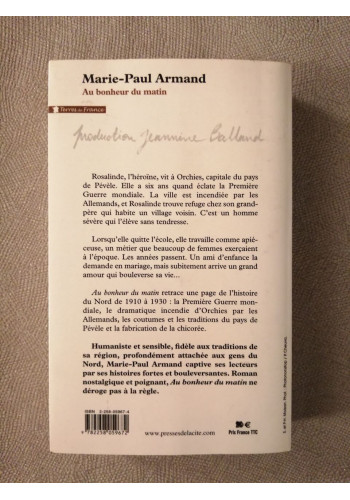 Marie-Paul Armand
Au bonheur du matin
Terres de France
production Jeannine Balland
Rosalinde, l'héroïne, vit à Orchies, capitale du pays
de Pévèle. Elle a six ans quand éclate la Première
Guerre mondiale. La ville est incendiée par les
Allemands, et Rosalinde trouve refuge chez son grand-
père qui habite un village voisin. C'est un homme
sévère qui l'élève sans tendresse.
Lorsqu'elle quitte l'école, elle travaille comme apiè-
ceuse, un métier que beaucoup de femmes exerçaient
à l'époque. Les années passent. Un ami d'enfance la
demande en mariage, mais subitement arrive un grand
amour qui bouleverse sa vie...
Au bonheur du matin retrace une page de l'histoire
du Nord de 1910 à 1930 : la Première Guerre mon-
diale, le dramatique incendie d'Orchies par les
Allemands, les coutumes et les traditions du pays de
Pévèle et la fabrication de la chicorée.
Humaniste et sensible, fidèle aux traditions de
sa région, profondément attachée aux gens du
Nord, Marie-Paul Armand captive ses lecteurs
par ses histoires fortes et bouleversantes. Roman
nostalgique et poignant, Au bonheur du matin ne
déroge pas à la règle.
ISBN 2-258-05967-4
9782258059672
www.pressesdelacite.com
€
Prix France TTC